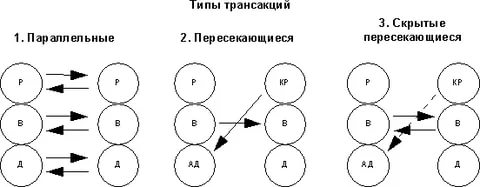 Типы трансакций
1. Параллельные
2. Пересекающиеся
3. Скрытые
пересекающиеся
Р Р Р КР Р КР
В В В В В В
Д Д АД Д АД Д